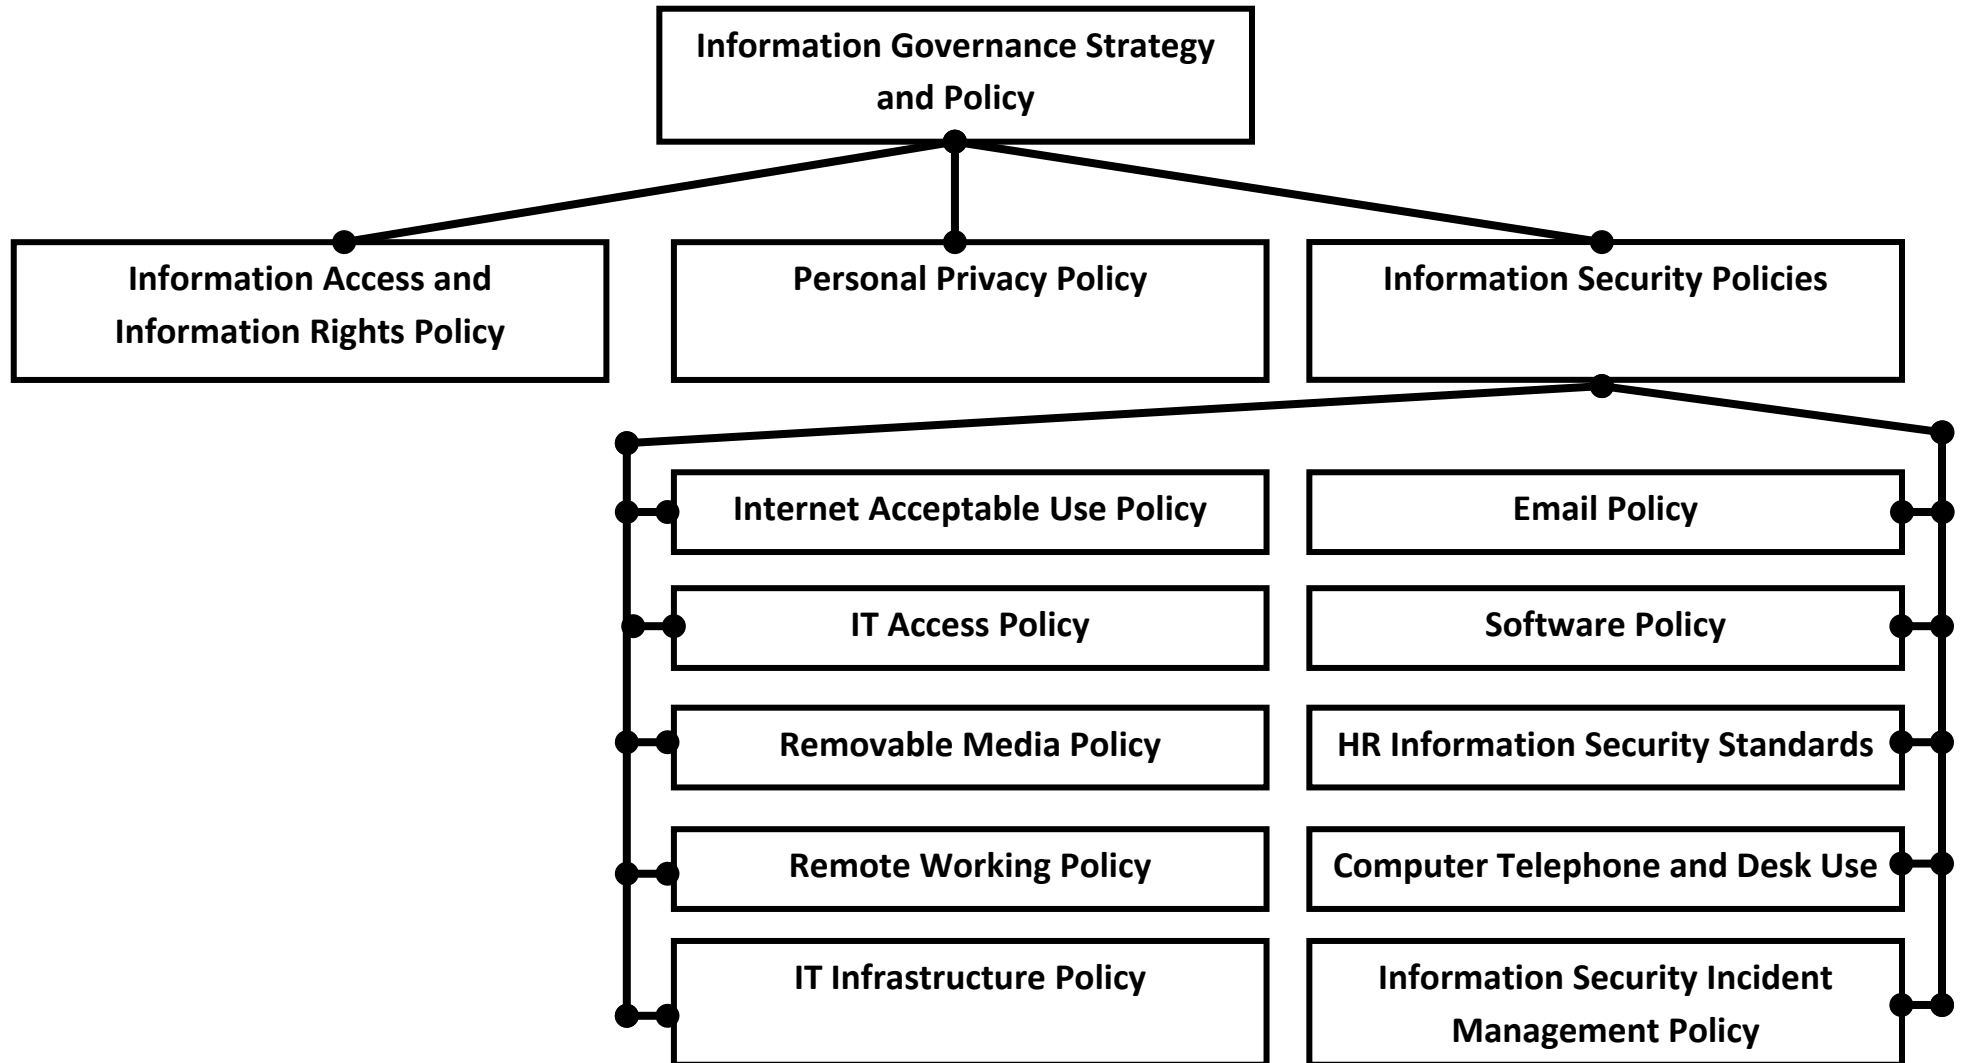 Information Governance Strategy
and Policy
Information Access and
Information Rights Policy
Personal Privacy Policy
Information Security Policies
Internet Acceptable Use Policy
Email Policy
IT Access Policy
Software Policy
Removable Media Policy
HR Information Security Standards
Remote Working Policy
Computer Telephone and Desk Use
IT Infrastructure Policy
Information Security Incident
Management Policy